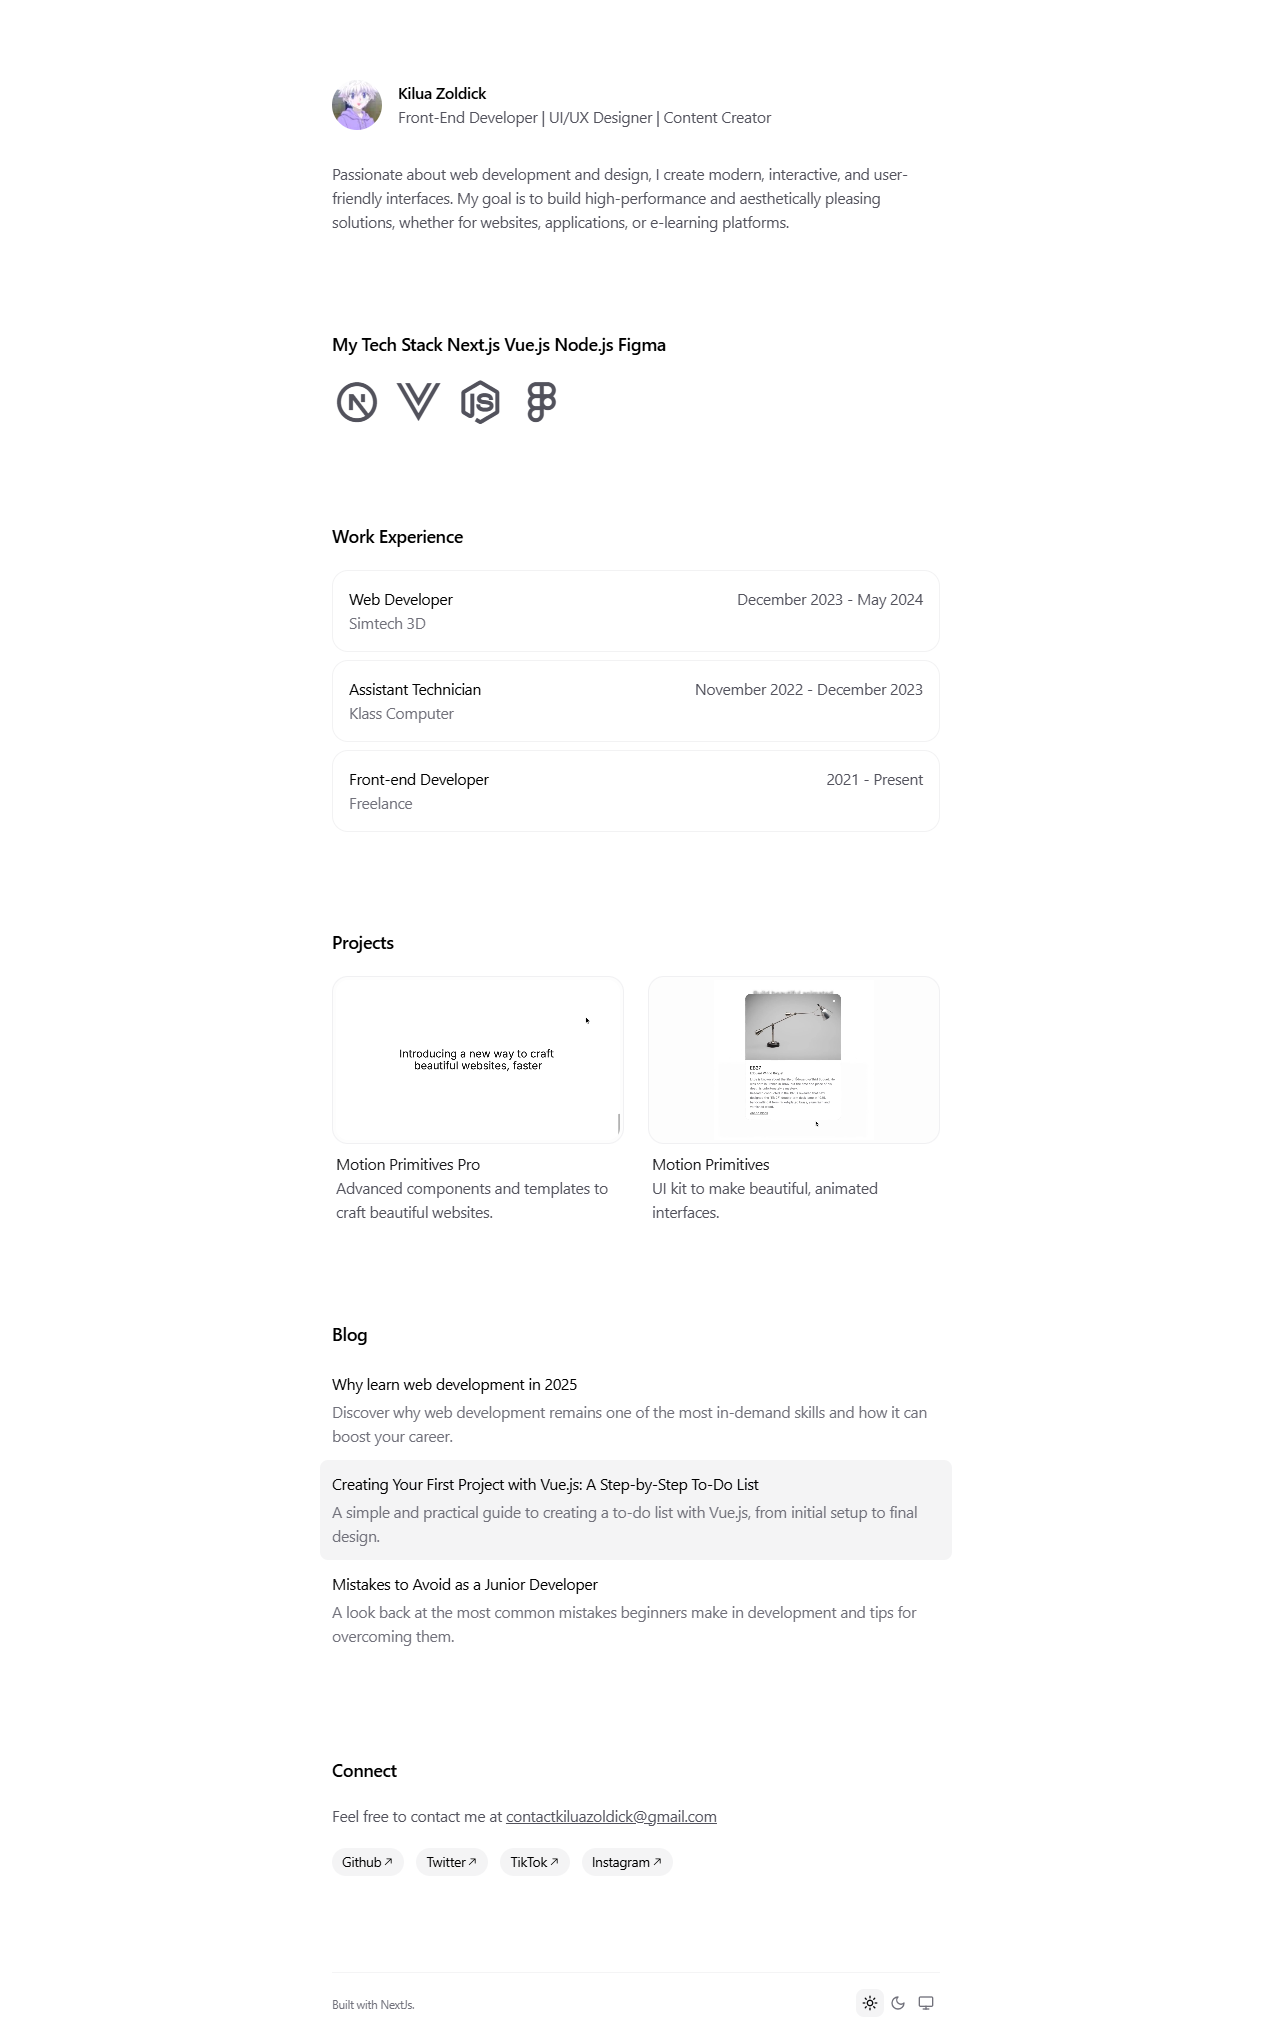 Kilua Zoldick
Front-End Developer | UI/UX Designer | Content Creator
Passionate about web development and design, I create modern, interactive, and user-
friendly interfaces. My goal is to build high-performance and aesthetically pleasing
solutions, whether for websites, applications, or e-learning platforms.
My Tech Stack Next.js Vue.js Node.js Figma
N
JS
Work Experience
Web Developer
December 2023 - May 2024
Simtech 3D
Assistant Technician
November 2022 - December 2023
Klass Computer
Front-end Developer
2021 - Present
Freelance
Projects
Introducing a new way to craft
beautiful websites, faster
EB27
Motion Primitives Pro
Advanced components and templates to
craft beautiful websites.
Motion Primitives
UI kit to make beautiful, animated
interfaces.
Blog
Why learn web development in 2025
Discover why web development remains one of the most in-demand skills and how it can
boost your career.
Creating Your First Project with Vue.js: A Step-by-Step To-Do List
A simple and practical guide to creating a to-do list with Vue.js, from initial setup to final
design.
Mistakes to Avoid as a Junior Developer
A look back at the most common mistakes beginners make in development and tips for
overcoming them.
Connect
Feel free to contact me at contactkiluazoldick@gmail.com
Github
Twitter
TikTok
Instagram
Built with NextJs.